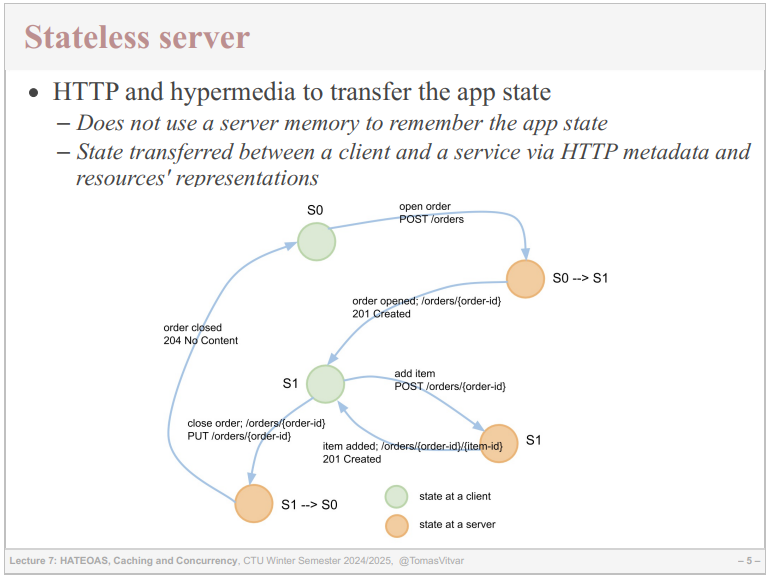 Stateless server
• HTTP and hypermedia to transfer the app state
– Does not use a server memory to remember the app state
– State transferred between a client and a service via HTTP metadata and
resources' representations
S0
open order
POST /orders
S0 --> S1
order opened; /orders/{order-id}
201 Created
order closed
204 No Content
S1
add item
POST /orders/{order-id}
close order; /orders/{order-id}
PUT /orders/{order-id}
item added; /orders/{order-id}/{item-id}
201 Created
S1
S1 --> S0
state at a client
state at a server
Lecture 7: HATEOAS, Caching and Concurrency, CTU Winter Semester 2024/2025, @TomasVitvar
– 5 –